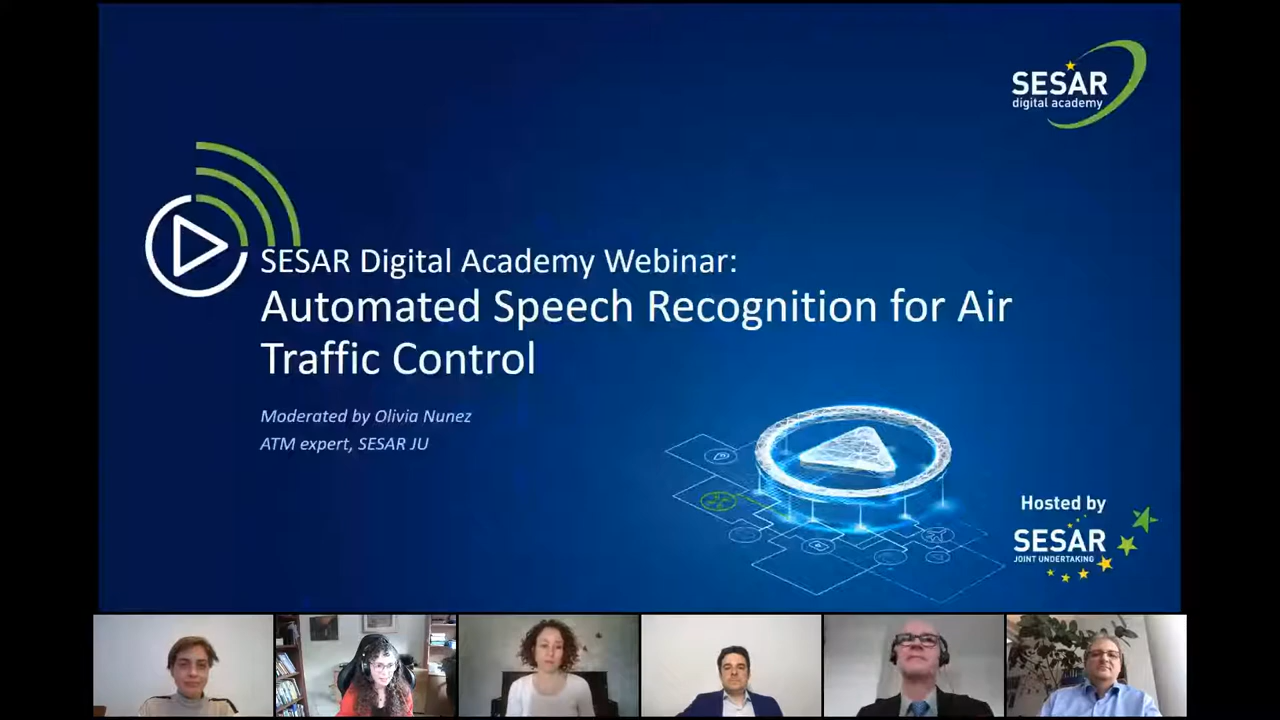 SESAR
digital academy
SESAR Digital Academy Webinar:
Automated Speech Recognition for Air
Traffic Control
Moderated by Olivia Nunez
ATM expert, SESAR JU
Hosted by
SESAR
JOINT UNDERTAKING